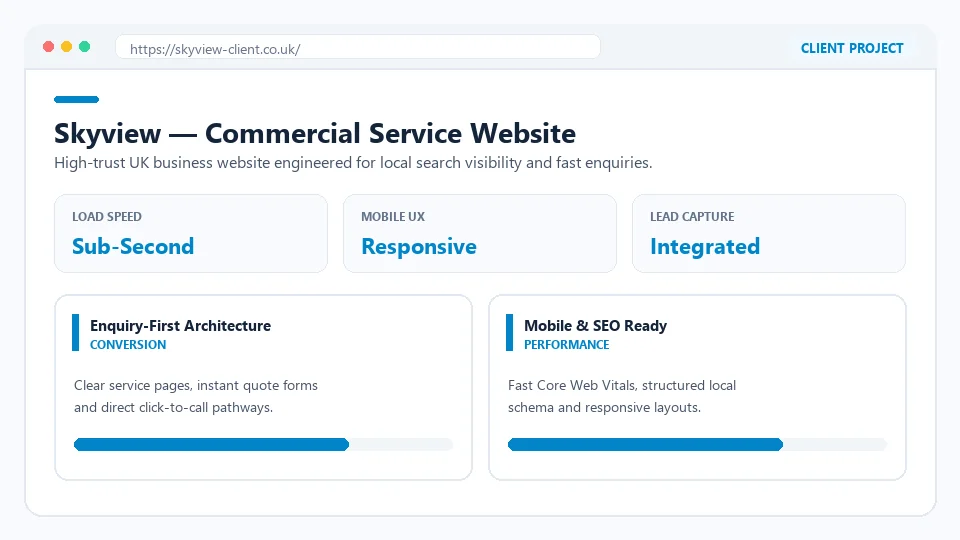 https://skyview-client.co.uk/
CLIENT PROJECT
Skyview — Commercial Service Website
High-trust UK business website engineered for local search visibility and fast enquiries.
LOAD SPEED
Sub-Second
MOBILE UX
Responsive
LEAD CAPTURE
Integrated
Enquiry-First Architecture
CONVERSION
Clear service pages, instant quote forms
and direct click-to-call pathways.
Mobile & SEO Ready
PERFORMANCE
Fast Core Web Vitals, structured local
schema and responsive layouts.